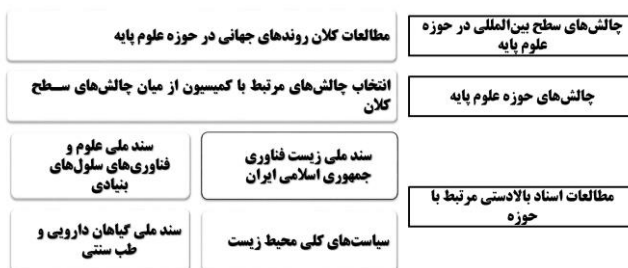 چالش‌های سطح بین‌المللی در حوزه
علوم پایه
مطالعات کلان روندهای جهانی در حوزه علوم پایه
چالش‌های حوزه علوم پایه
انتخاب چالش‌های مرتبط با کمیسیون از میان چالش‌های سطح
کلان
مطالعات اسناد بالادستی مرتبط با
حوزه
سند ملی زیست فناوری
جمهوری اسلامی ایران
سند ملی علوم و
فناوری‌های سلول‌های
بنیادی
سیاست‌های کلی محیط زیست
سند ملی گیاهان دارویی و
طب سنتی